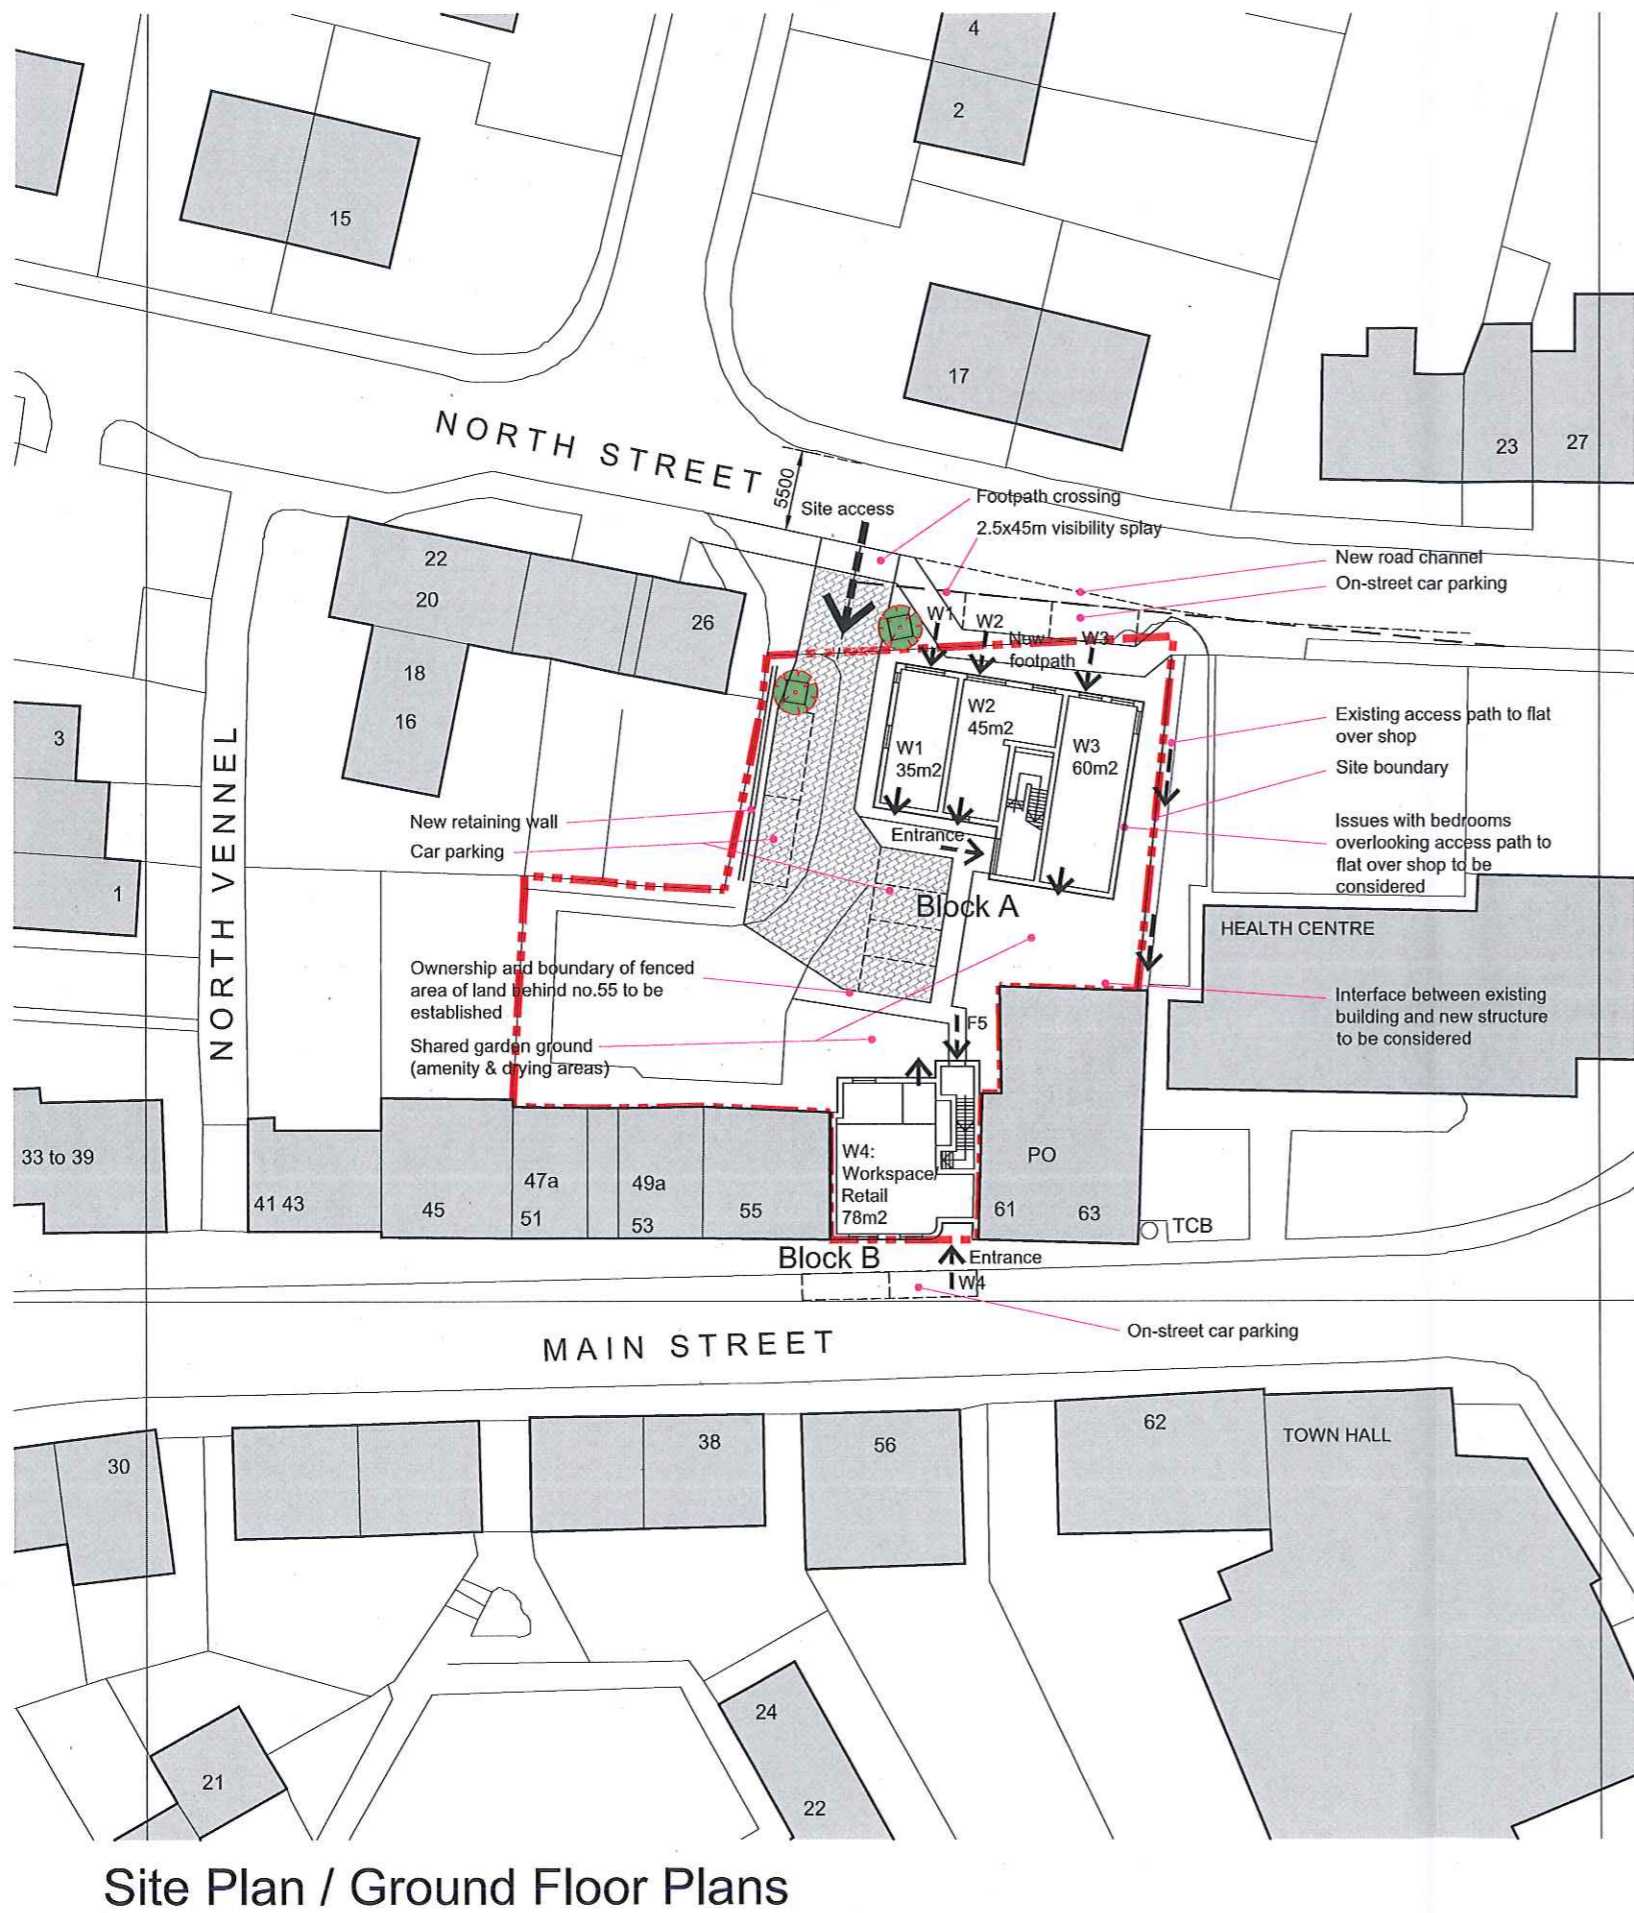 4
2
15
17
23
27
NORTH STREET
5500
Site access
Footpath crossing
2.5x45m visibility splay
New road channel
On-street car parking
22
20
26
18
16
W1
W2
W3
New
footpath
W2
45m2
W1
35m2
W3
60m2
Entrance
Block A
Existing access path to flat
over shop
Site boundary
Issues with bedrooms
overlooking access path to
flat over shop to be
considered
3
1
NORTH VENNEL
New retaining wall
Car parking
HEALTH CENTRE
Ownership and boundary of fenced
area of land behind no.55 to be
established
Shared garden ground
(amenity & drying areas)
F5
Interface between existing
building and new structure
to be considered
33 to 39
41 43
45
47a
51
49a
53
55
W4:
Workspace/
Retail
78m2
PO
61
63
TCB
Block B
Entrance
W4
On-street car parking
MAIN STREET
30
38
56
62
TOWN HALL
21
24
22
Site Plan / Ground Floor Plans